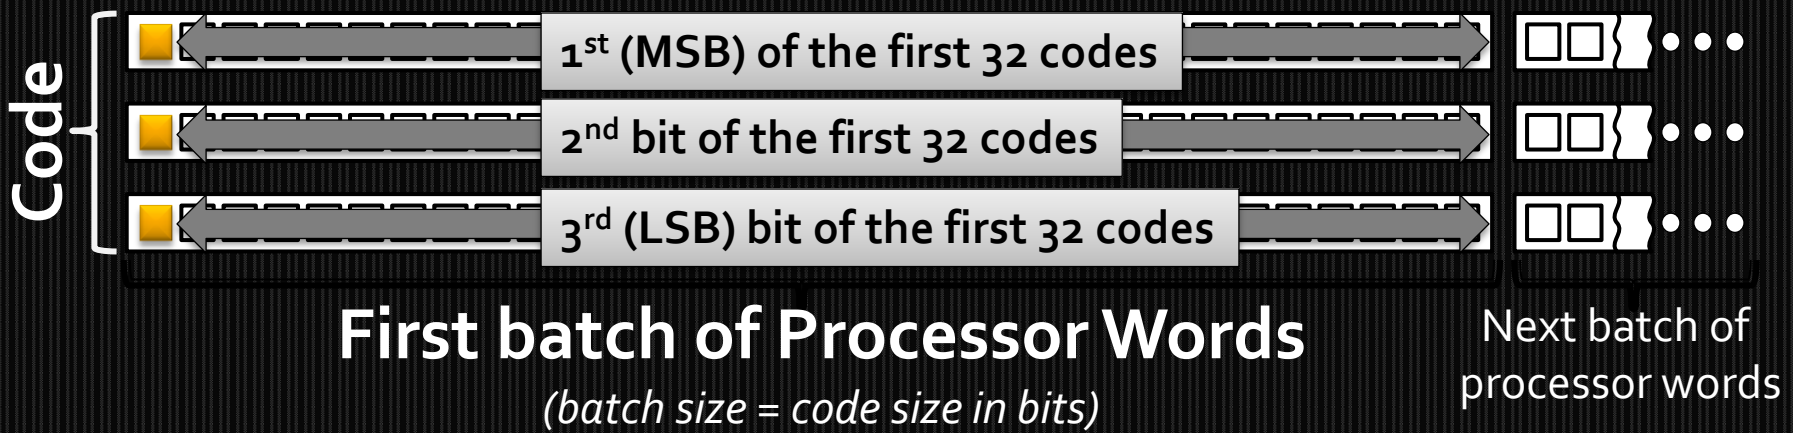 Code
1st (MSB) of the first 32 codes
2nd bit of the first 32 codes
3rd (LSB) bit of the first 32 codes
First batch of Processor Words
(batch size = code size in bits)
Next batch of
processor words